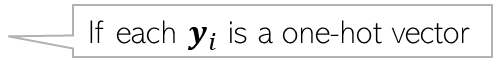 If each 𝒚ᵢ is a one-hot vector